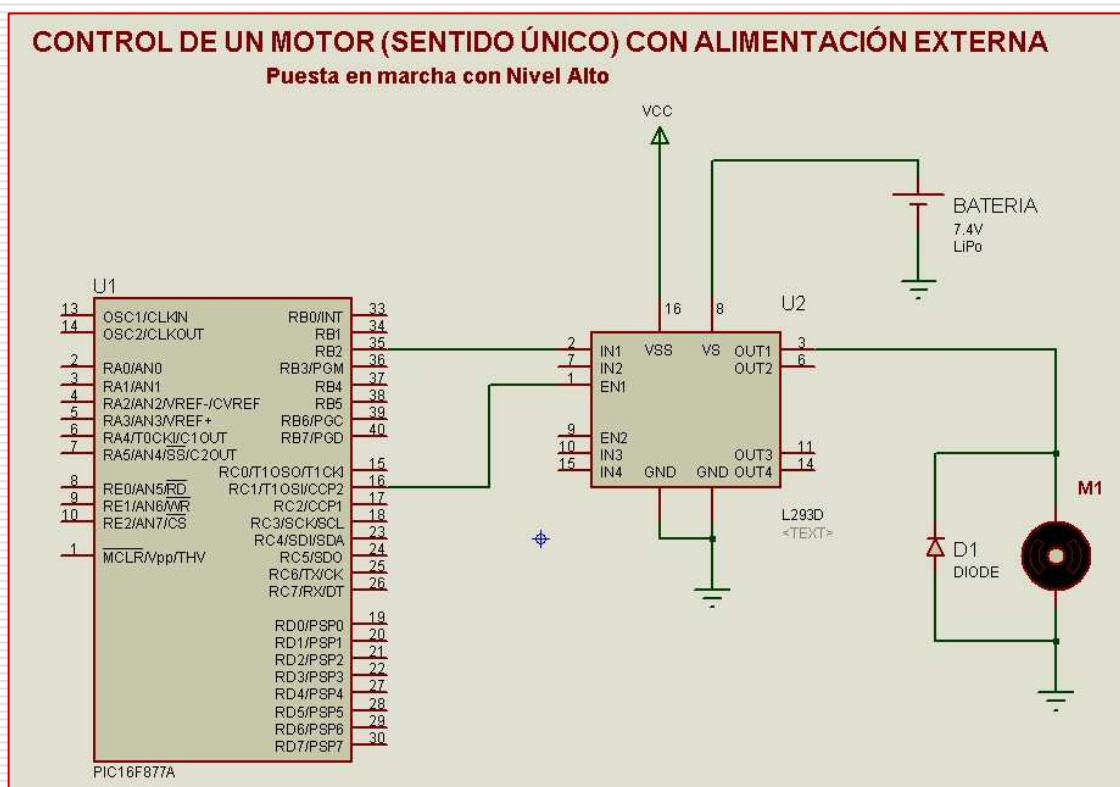 CONTROL DE UN MOTOR (SENTIDO ÚNICO) CON ALIMENTACIÓN EXTERNA
Puesta en marcha con Nivel Alto
VCC
BATERIA
7.4V
LiPo
U1
13 OSC1/CLKIN
14 OSC2/CLKOUT
2 RA0/AN0
3 RA1/AN1
4 RA2/AN2/VREF-/CVREF
5 RA3/AN3/VREF+
6 RA4/T0CKI/C1OUT
7 RA5/AN4/SS/C2OUT
8 RE0/AN5/RD
9 RE1/AN6/WR
10 RE2/AN7/CS
1 MCLR/Vpp/THV
RB0/INT 33
RB1 34
RB2 35
RB3/PGM 36
RB4 37
RB5 38
RB6/PGC 39
RB7/PGD 40
RC0/T1OSO/T1CKI 15
RC1/T1OSI/CCP2 16
RC2/CCP1 17
RC3/SCK/SCL 18
RC4/SDI/SDA 23
RC5/SDO 24
RC6/TX/CK 25
RC7/RX/DT 26
RD0/PSP0 19
RD1/PSP1 20
RD2/PSP2 21
RD3/PSP3 22
RD4/PSP4 27
RD5/PSP5 28
RD6/PSP6 29
RD7/PSP7 30
PIC16F877A
U2
16 8
VSS VS
2 IN1
7 IN2
1 EN1
9 EN2
10 IN3
15 IN4
OUT1 3
OUT2 6
OUT3 11
OUT4 14
GND GND
L293D
<TEXT>
D1
DIODE
M1